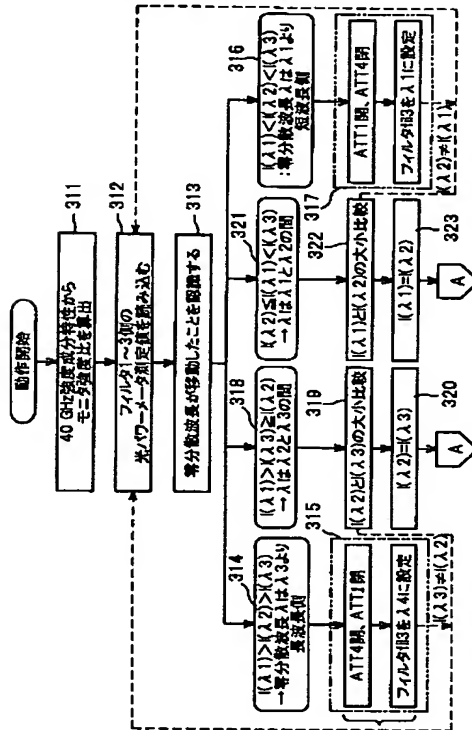 動作開始
311
40 GHz強度成分特性から
モニタ強度比を算出
312
フィルタ1〜3側の
光パワーメータ測定値を読み込む
313
零分散波長が移動したことを認識する
314
I(λ1)>I(λ2)>I(λ3)
→零分散波長λはλ3より
長波長側
318
I(λ1)>I(λ3)≧I(λ2)
→λはλ2とλ3の間
321
I(λ2)≦I(λ1)<I(λ3)
→λはλ1とλ2の間
316
I(λ1)<I(λ2)<I(λ3)
:零分散波長λはλ1より
短波長側
315
ATT4開、ATT1閉
フィルタ個3をλ4に設定
I(λ3)≠I(λ2)
319
I(λ2)とI(λ3)の大小比較
320
I(λ2)=I(λ3)
A
322
I(λ1)とI(λ2)の大小比較
323
I(λ1)=I(λ2)
A
317
ATT1開、ATT4閉
フィルタ個3をλ1に設定
I(λ2)≠I(λ1)